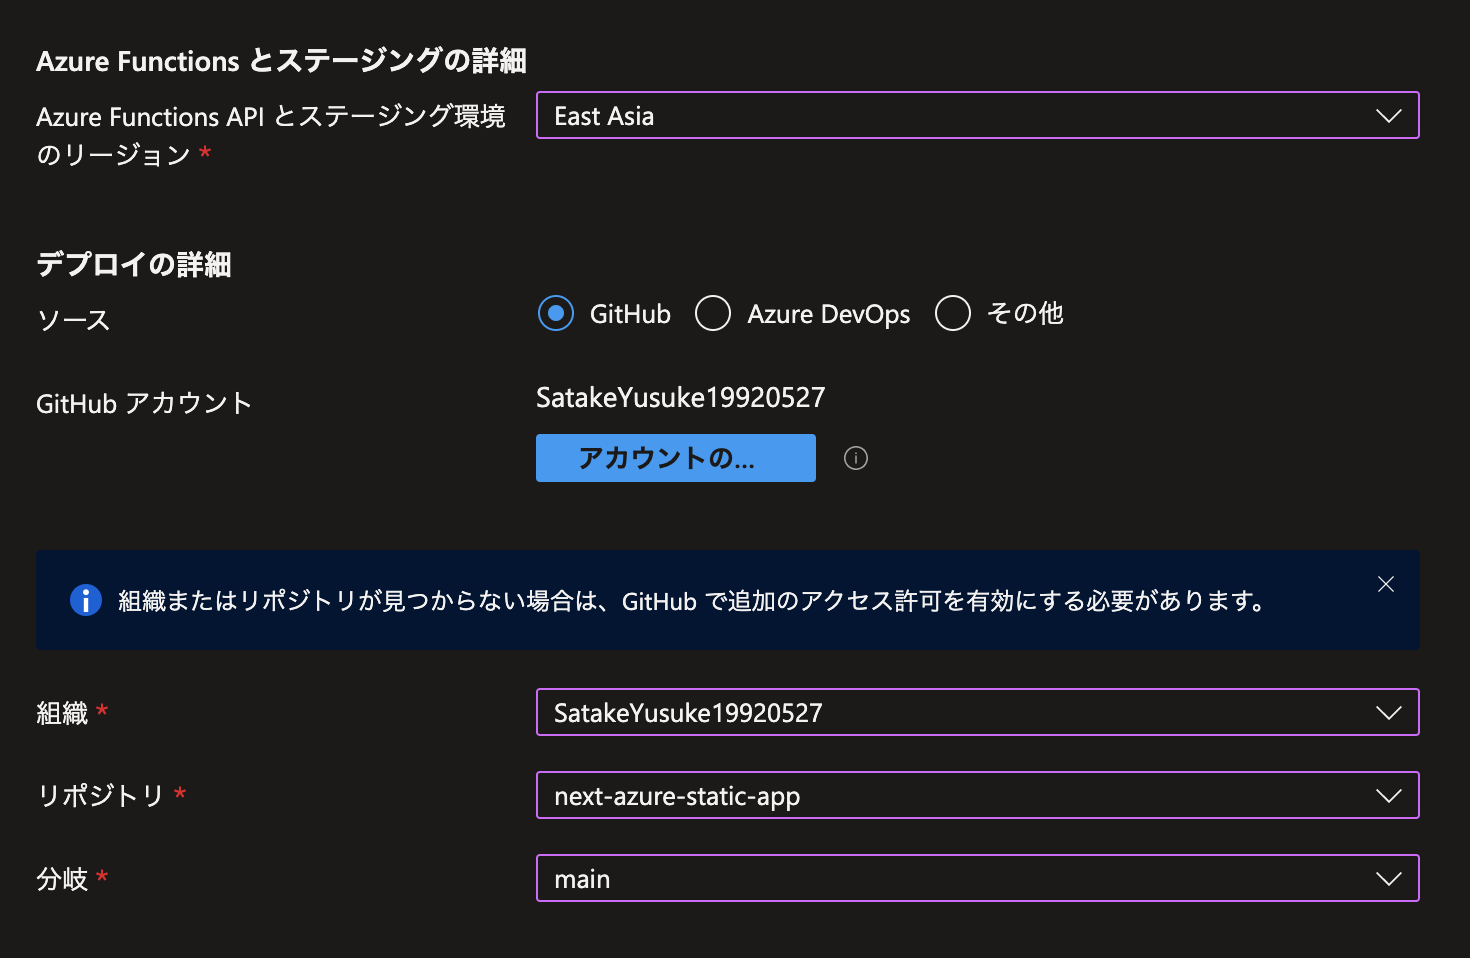 Azure Functions とステージングの詳細
Azure Functions API とステージング環境
のリージョン *
East Asia
デプロイの詳細
ソース
GitHub
Azure DevOps
その他
GitHub アカウント
SatakeYusuke19920527
アカウントの...
組織またはリポジトリが見つからない場合は、GitHub で追加のアクセス許可を有効にする必要があります。
組織 *
SatakeYusuke19920527
リポジトリ *
next-azure-static-app
分岐 *
main